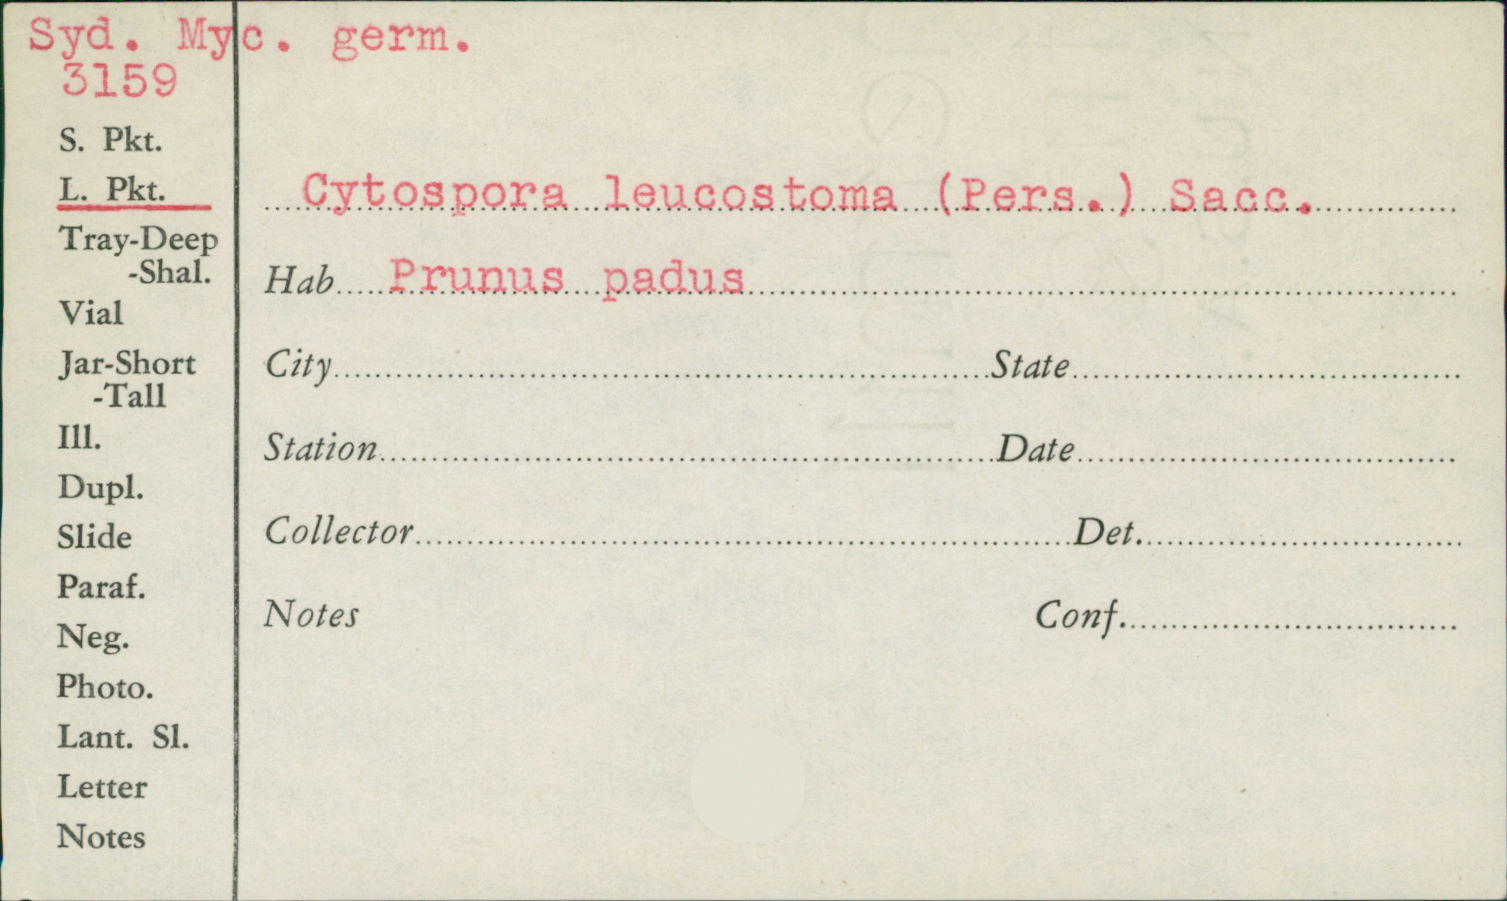 Syd. Myc. germ.
3159
S. Pkt.
L. Pkt.
Tray-Deep
-Shal.
Vial
Jar-Short
-Tall
Ill.
Dupl.
Slide
Paraf.
Neg.
Photo.
Lant. Sl.
Letter
Notes
Cytospora leucostoma (Pers.) Sacc.
Hab Prunus padus
City State
Station Date
Collector Det.
Notes Conf.